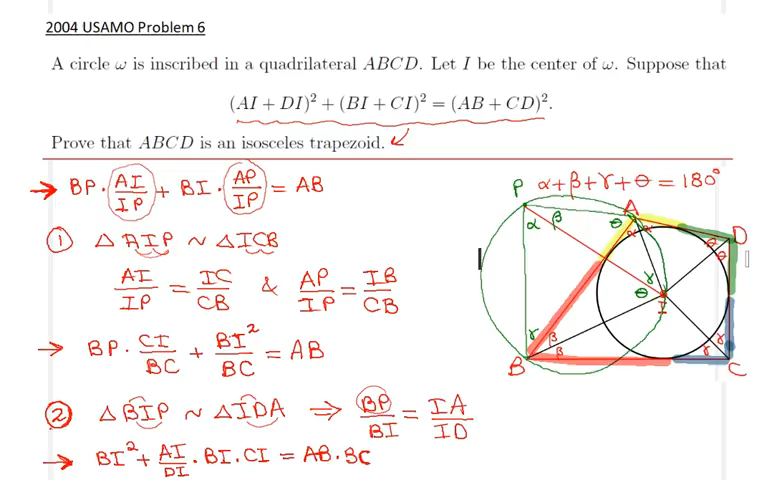 2004 USAMO Problem 6
A circle ω is inscribed in a quadrilateral ABCD. Let I be the center of ω. Suppose that
(AI + DI)² + (BI + CI)² = (AB + CD)².
Prove that ABCD is an isosceles trapezoid.
→ BP · AI/IP + BI · AP/IP = AB
① △AIP ~ △ICB
AI/IP = IC/CB & AP/IP = IB/CB
→ BP · CI/BC + BI²/BC = AB
② △BIP ~ △IDA ⇒ BP/BI = IA/ID
→ BI² + AI/DI · BI · CI = AB · BC
α+β+γ+θ = 180°
P
A
θ
α
β
α
α
D
θ
θ
γ
θ
I
γ
B
β
β
γ
γ
C